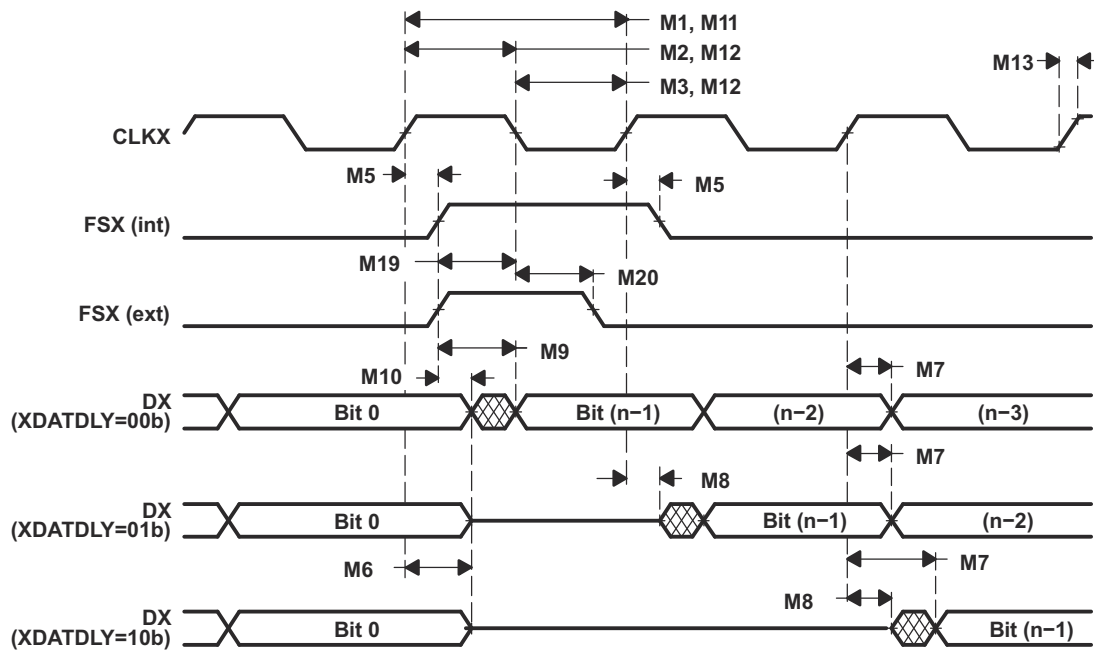 M1, M11
M2, M12
M3, M12
M13
CLKX
M5
M5
FSX (int)
M19
M20
FSX (ext)
M9
M10
M7
DX
(XDATDLY=00b)
Bit 0
Bit (n−1)
(n−2)
(n−3)
M7
M8
DX
(XDATDLY=01b)
Bit 0
Bit (n−1)
(n−2)
M6
M7
M8
DX
(XDATDLY=10b)
Bit 0
Bit (n−1)